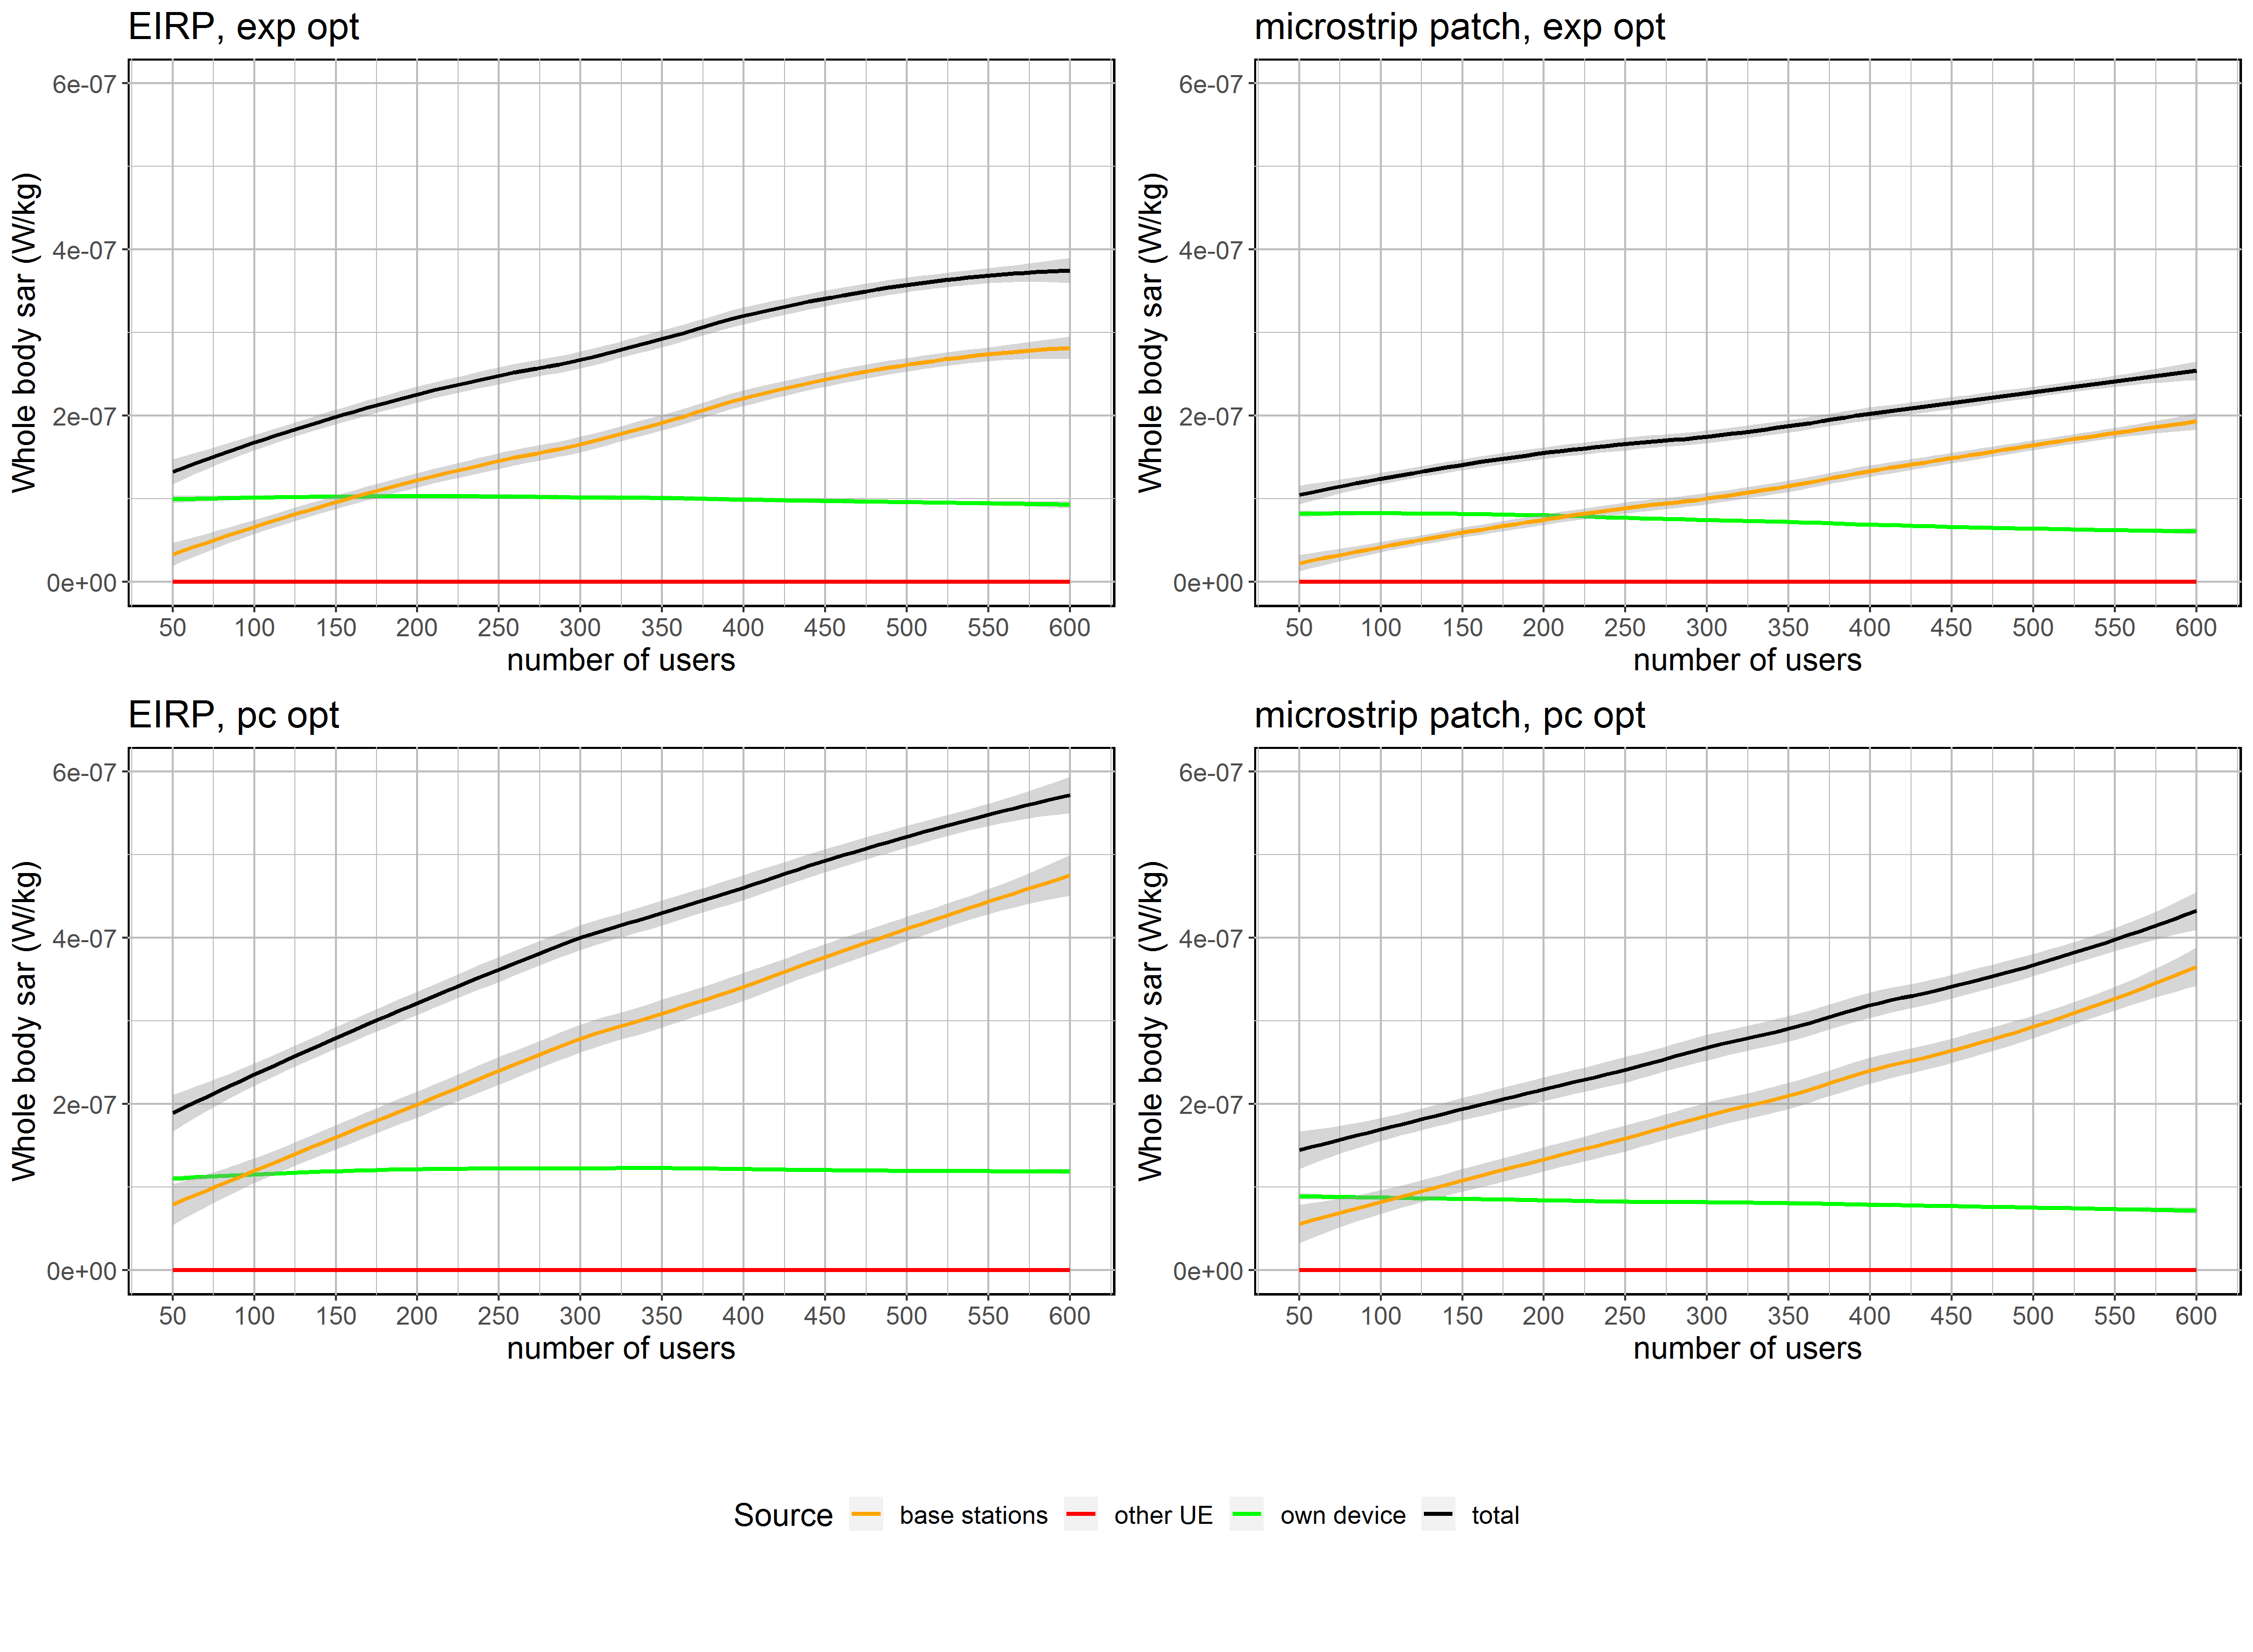 EIRP, exp opt
Whole body sar (W/kg)
6e-07
4e-07
2e-07
0e+00
50 100 150 200 250 300 350 400 450 500 550 600
number of users
microstrip patch, exp opt
Whole body sar (W/kg)
6e-07
4e-07
2e-07
0e+00
50 100 150 200 250 300 350 400 450 500 550 600
number of users
EIRP, pc opt
Whole body sar (W/kg)
6e-07
4e-07
2e-07
0e+00
50 100 150 200 250 300 350 400 450 500 550 600
number of users
microstrip patch, pc opt
Whole body sar (W/kg)
6e-07
4e-07
2e-07
0e+00
50 100 150 200 250 300 350 400 450 500 550 600
number of users
Source base stations other UE own device total